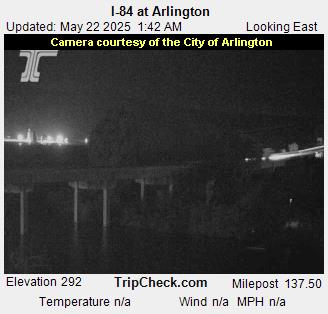 I-84 at Arlington
Updated: May 22 2025 1:42 AM Looking East
Camera courtesy of the City of Arlington
Elevation 292 TripCheck.com Milepost 137.50
Temperature n/a Wind n/a MPH n/a